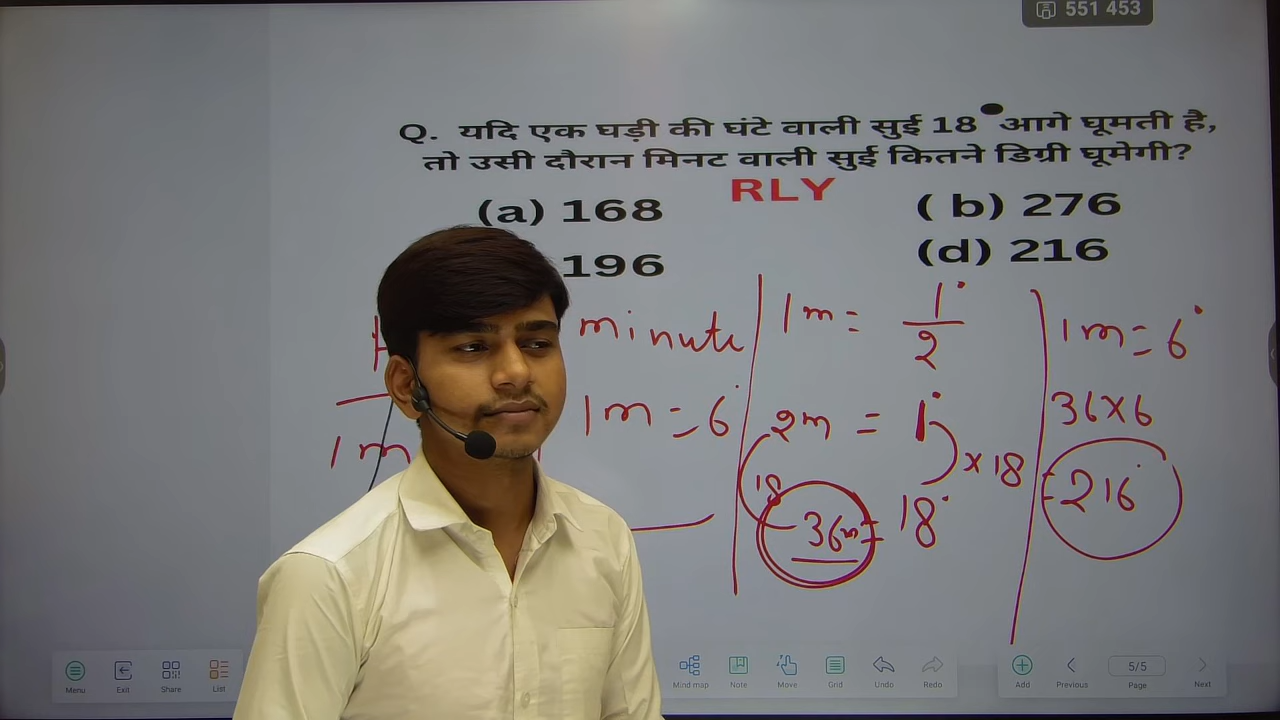 551 453
Q. यदि एक घड़ी की घंटे वाली सुई 18° आगे घूमती है,
तो उसी दौरान मिनट वाली सुई कितने डिग्री घूमेगी?
RLY
(a) 168
( b) 276
196
(d) 216
minute
1m = 6°
1m
1m = 1°/2
2m = 1°
×18
18
36m = 18°
1m = 6°
36×6
= 216°
Menu
Exit
Share
List
Mind map
Note
Move
Grid
Undo
Redo
Add
Previous
5/5
Page
Next